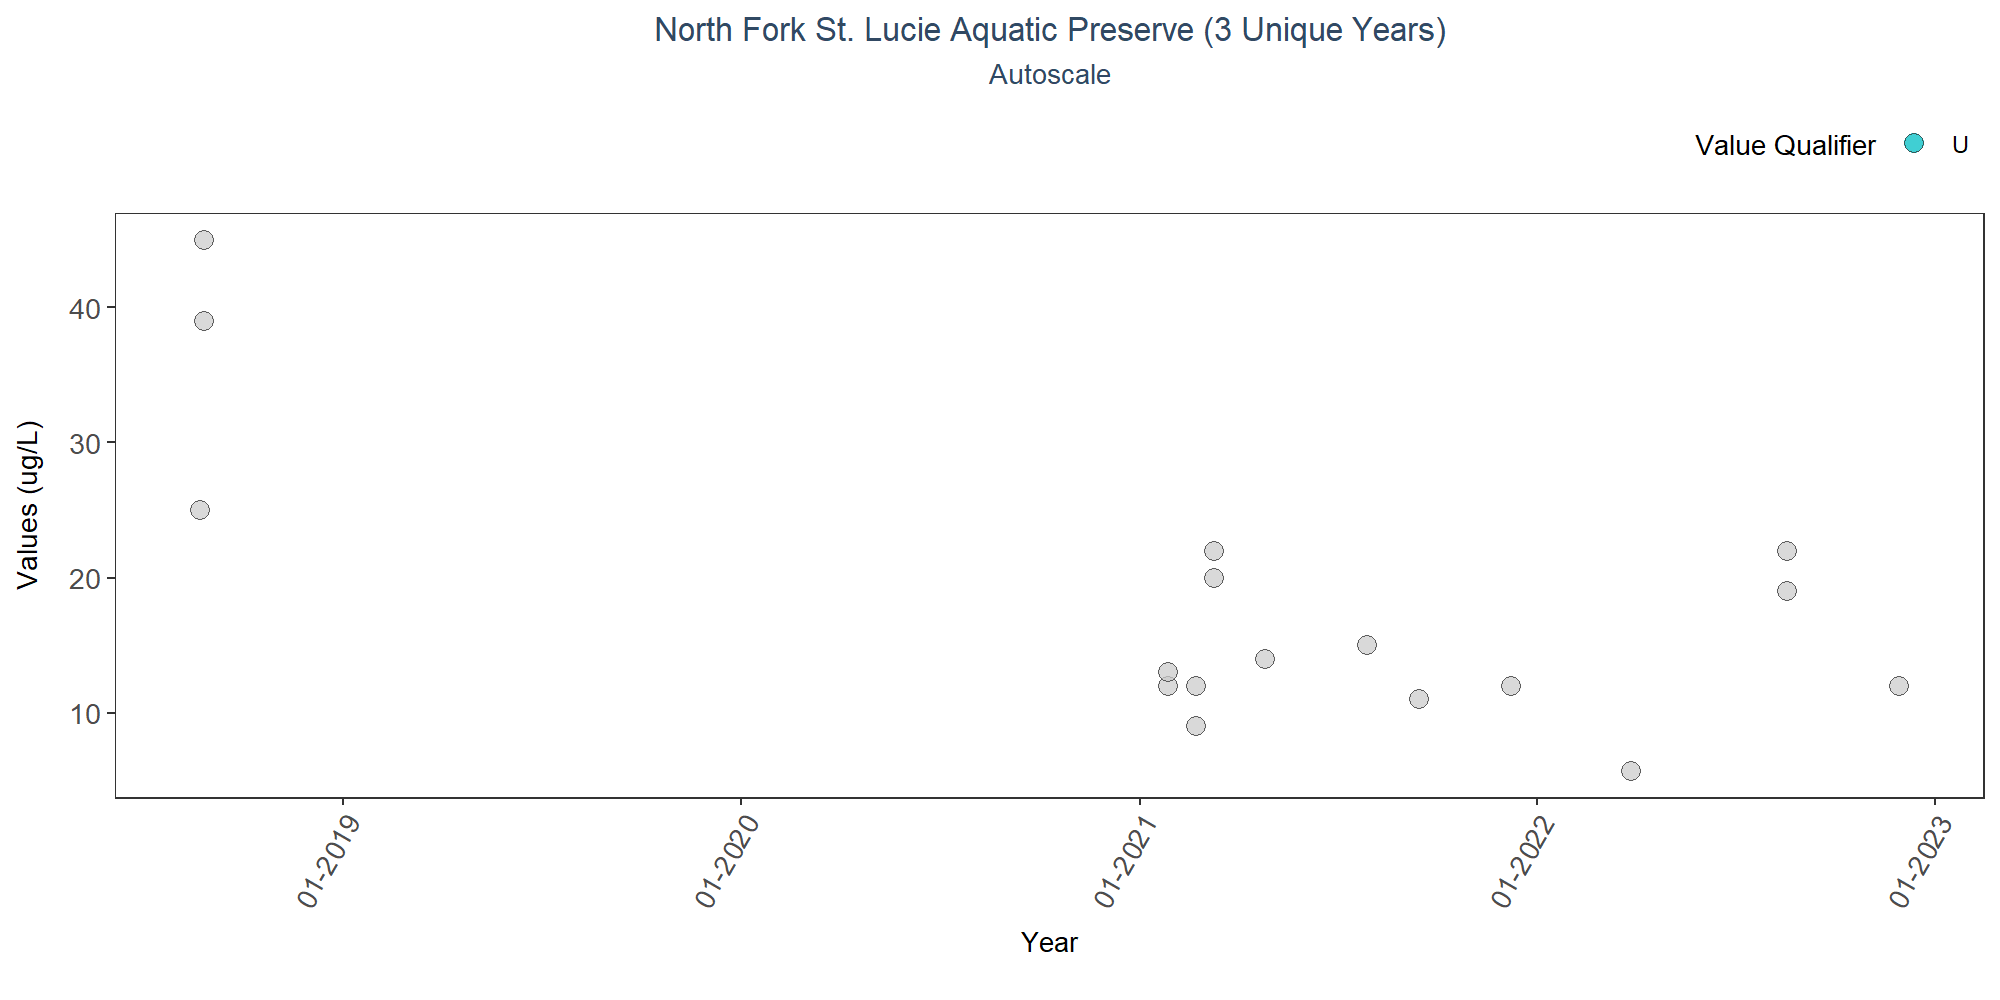 North Fork St. Lucie Aquatic Preserve (3 Unique Years)
Autoscale
Value Qualifier U
Values (ug/L)
40
30
20
10
01-2019 01-2020 01-2021 01-2022 01-2023
Year